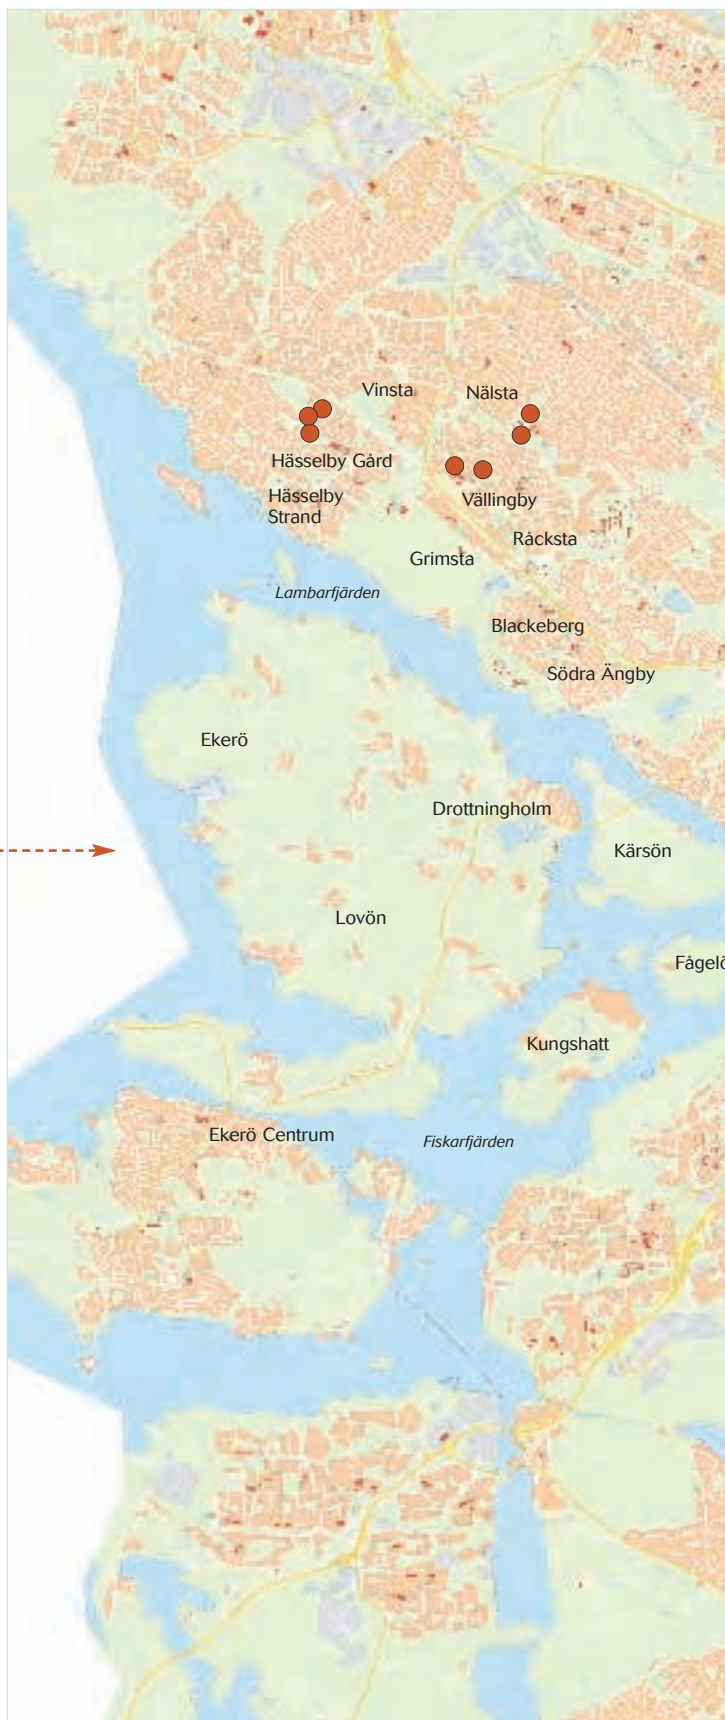 Vinsta
Nälsta
Hässelby Gård
Hässelby
Strand
Vällingby
Råcksta
Grimsta
Lambarfjärden
Blackeberg
Södra Ängby
Ekerö
Drottningholm
Kärsön
Lovön
Fågelö
Kungshatt
Ekerö Centrum
Fiskarfjärden